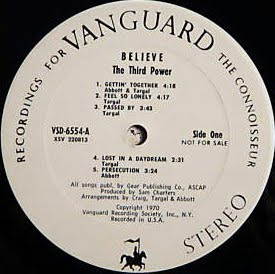 RECORDINGS FOR VANGUARD THE CONNOISSEUR
BELIEVE
The Third Power
1. GETTIN' TOGETHER 4:18
Abbott & Targal
2. FEEL SO LONELY 4:17
Targal
3. PASSED BY 3:43
Targal
VSD-6554-A
XSV 220813
Side One
NOT FOR SALE
4. LOST IN A DAYDREAM 2:31
Targal
5. PERSECUTION 3:24
Abbott
All songs publ. by Gear Publishing Co., ASCAP
Produced by Sam Charters
Arrangements by Craig, Targal & Abbott
Copyright 1970
Vanguard Recording Society, Inc., N.Y.
Recorded in U.S.A.
STEREO